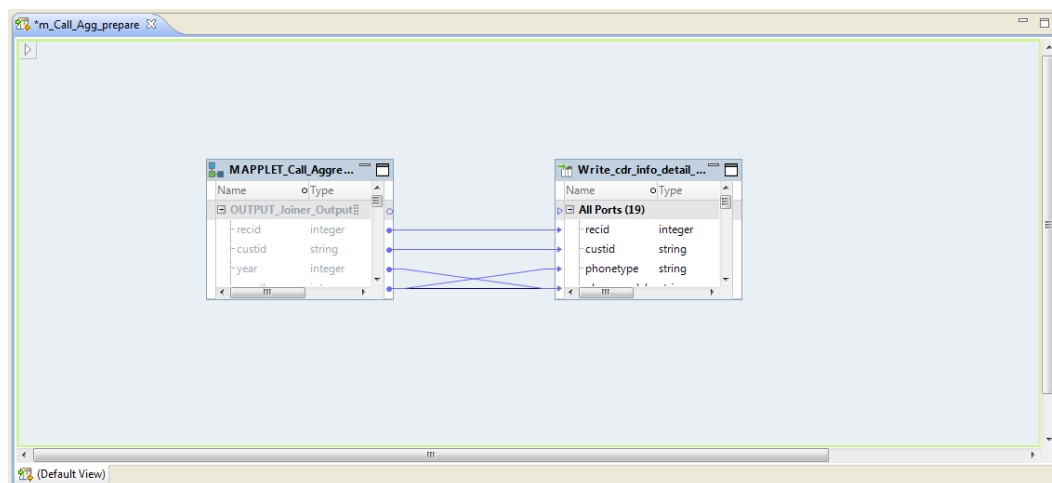 *m_Call_Agg_prepare
MAPPLET_Call_Aggre...
Name Type
OUTPUT_Joiner_Output
recid integer
custid string
year integer
Write_cdr_info_detail_...
Name Type
All Ports (19)
recid integer
custid string
phonetype string
(Default View)